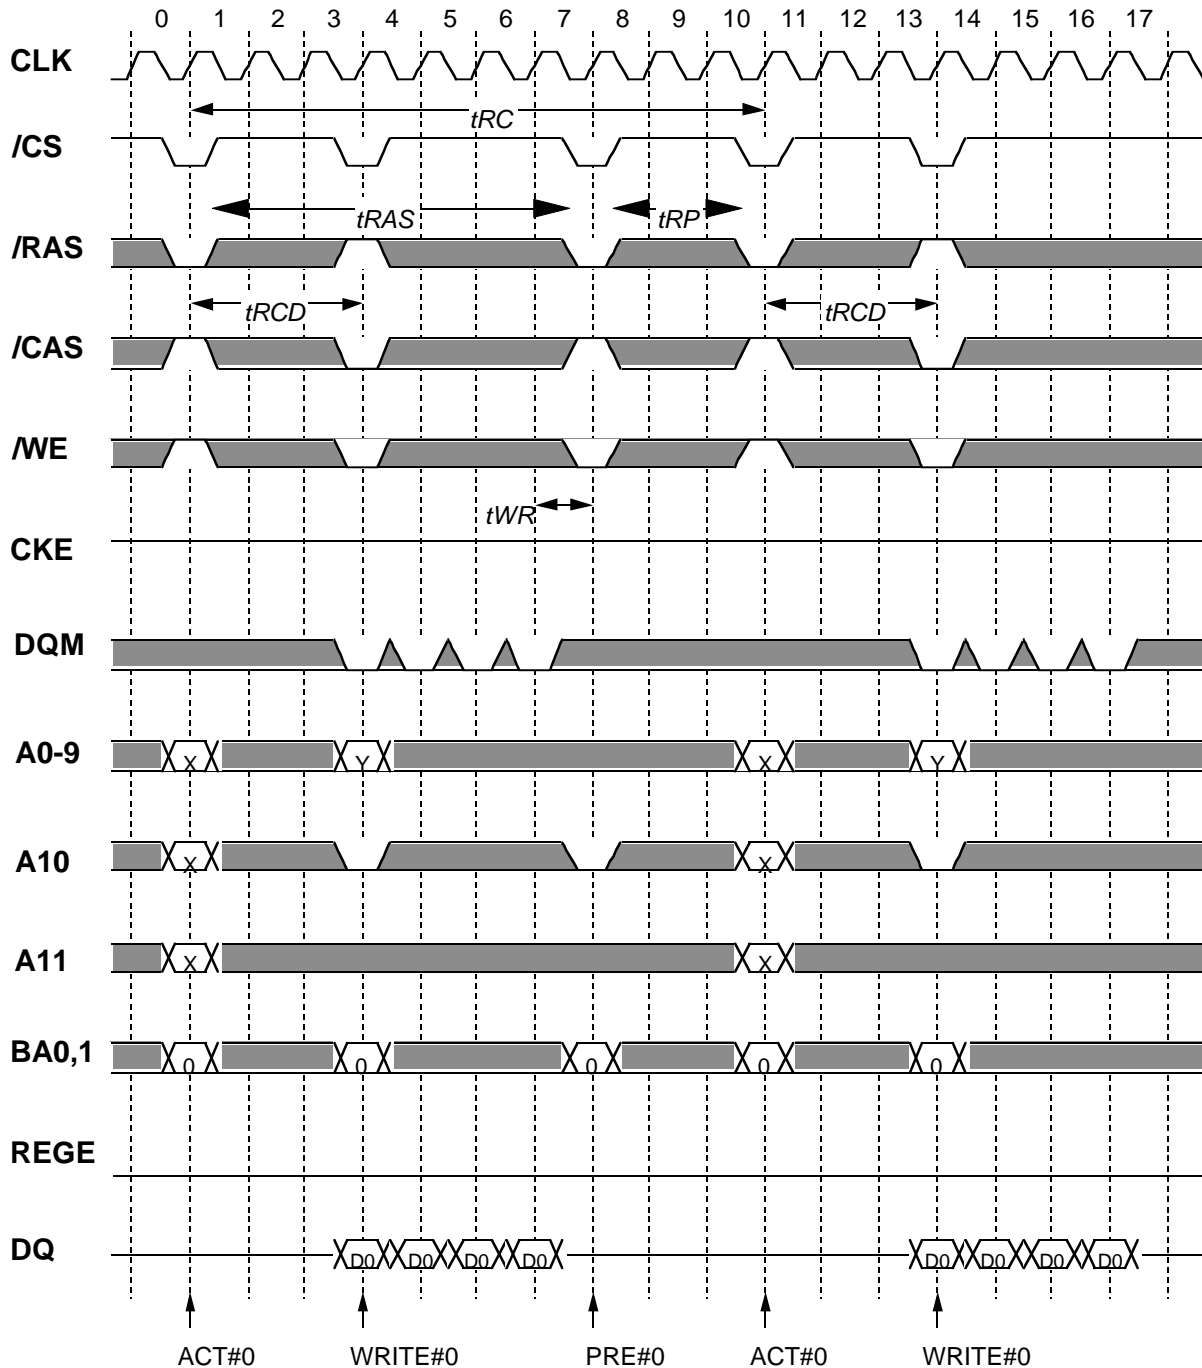 0 1 2 3 4 5 6 7 8 9 10 11 12 13 14 15 16 17
CLK
tRC
/CS
tRAS tRP
/RAS
tRCD tRCD
/CAS
/WE
tWR
CKE
DQM
A0-9 X Y X Y
A10 X X
A11 X X
BA0,1 0 0 0 0 0
REGE
DQ D0 D0 D0 D0 D0 D0 D0 D0
ACT#0 WRITE#0 PRE#0 ACT#0 WRITE#0